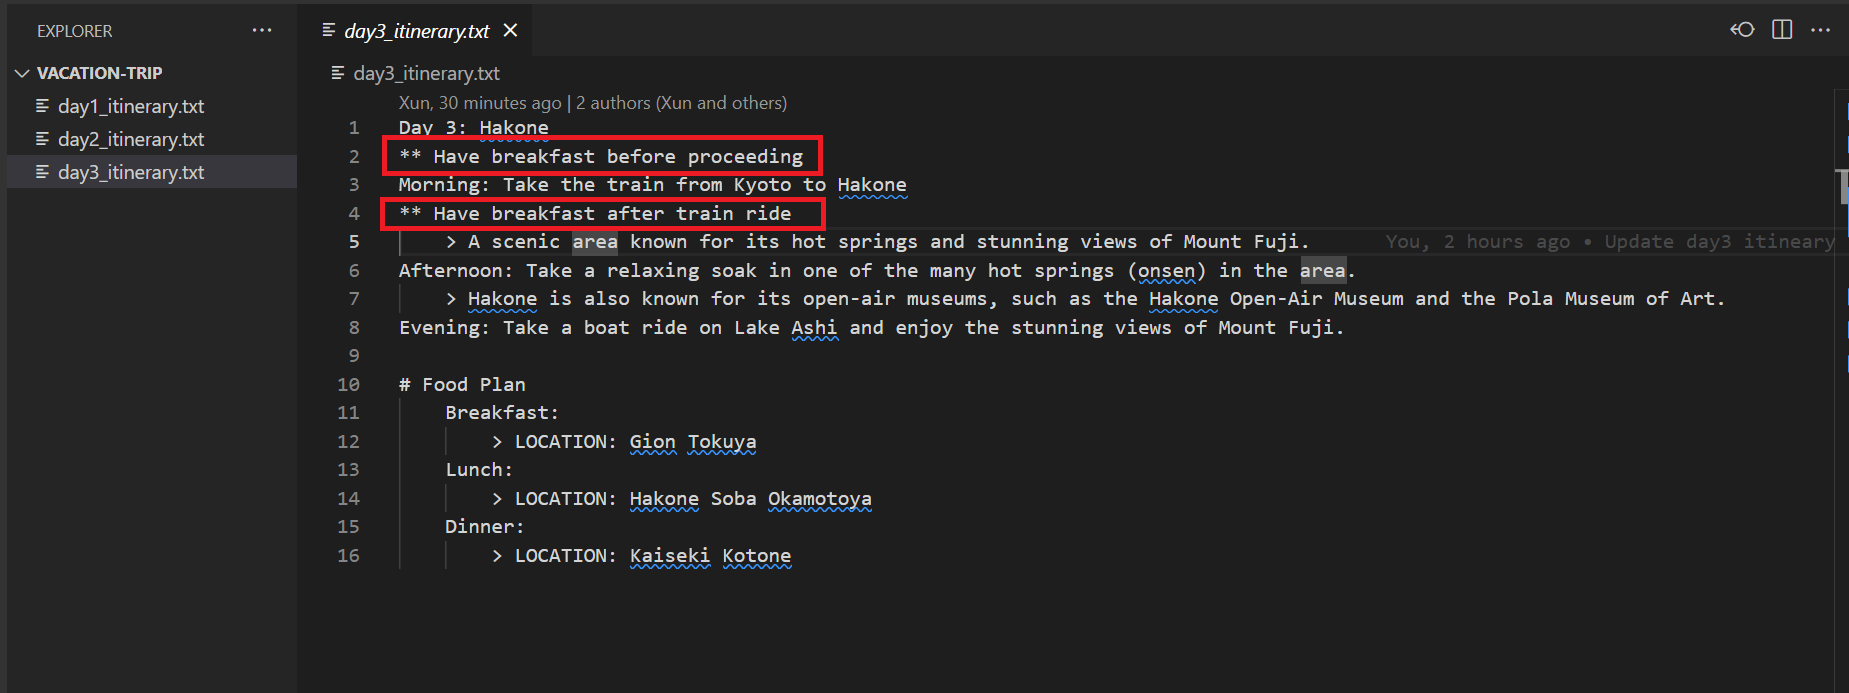 EXPLORER
VACATION-TRIP
day1_itinerary.txt
day2_itinerary.txt
day3_itinerary.txt
day3_itinerary.txt
day3_itinerary.txt
Xun, 30 minutes ago | 2 authors (Xun and others)
1 Day 3: Hakone
2 ** Have breakfast before proceeding
3 Morning: Take the train from Kyoto to Hakone
4 ** Have breakfast after train ride
5 > A scenic area known for its hot springs and stunning views of Mount Fuji. You, 2 hours ago • Update day3 itineary
6 Afternoon: Take a relaxing soak in one of the many hot springs (onsen) in the area.
7 > Hakone is also known for its open-air museums, such as the Hakone Open-Air Museum and the Pola Museum of Art.
8 Evening: Take a boat ride on Lake Ashi and enjoy the stunning views of Mount Fuji.
9
10 # Food Plan
11 Breakfast:
12 > LOCATION: Gion Tokuya
13 Lunch:
14 > LOCATION: Hakone Soba Okamotoya
15 Dinner:
16 > LOCATION: Kaiseki Kotone